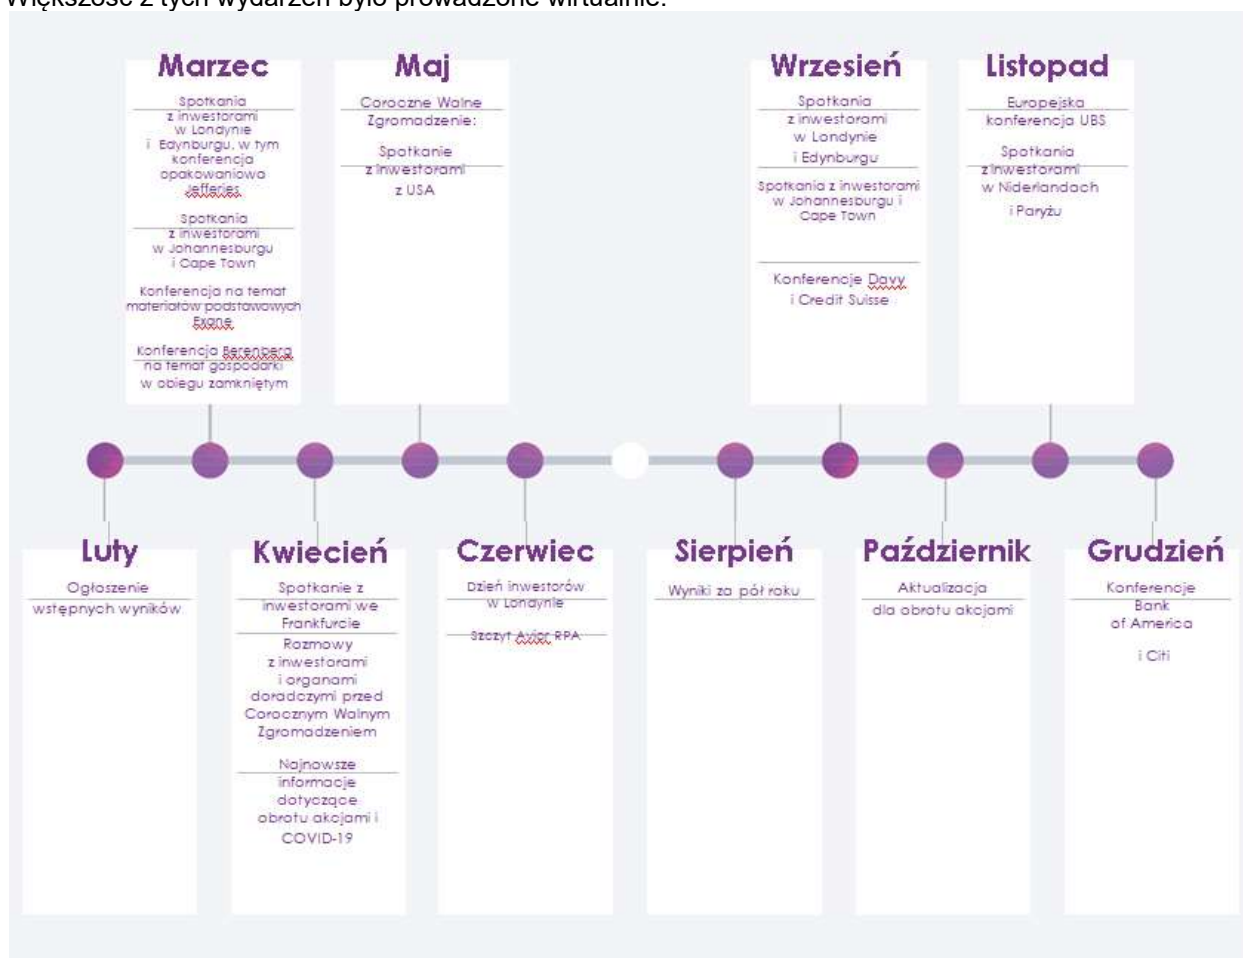 Większość z tych wydarzeń było prowadzone wirtualnie.
Marzec
Spotkania
z inwestorami
w Londynie
i Edynburgu, w tym
konferencja
opakowaniowa
Jefferies
Spotkania
z inwestorami
w Johannesburgu
i Cape Town
Konferencja na temat
materiałów podstawowych
Exane
Konferencja Berenberg
na temat gospodarki
w obiegu zamkniętym
Maj
Coroczne Walne
Zgromadzenie:
Spotkanie
z inwestorami
z USA
Wrzesień
Spotkania
z inwestorami
w Londynie
i Edynburgu
Spotkania z inwestorami
w Johannesburgu i
Cape Town
Konferencje Davy
i Credit Suisse
Listopad
Europejska
konferencja UBS
Spotkania
z inwestorami
w Niderlandach
i Paryżu
Luty
Ogłoszenie
wstępnych wyników
Kwiecień
Spotkanie z
inwestorami we
Frankfurcie
Rozmowy
z inwestorami
i organami
doradczymi przed
Corocznym Walnym
Zgromadzeniem
Najnowsze
informacje
dotyczące
obrotu akcjami i
COVID-19
Czerwiec
Dzień inwestorów
w Londynie
Szczyt Avior RPA
Sierpień
Wyniki za pół roku
Październik
Aktualizacja
dla obrotu akcjami
Grudzień
Konferencje
Bank
of America
i Citi